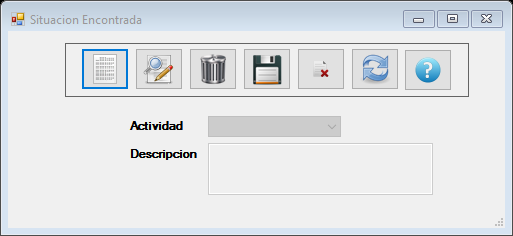 Situacion Encontrada
Actividad
Descripcion